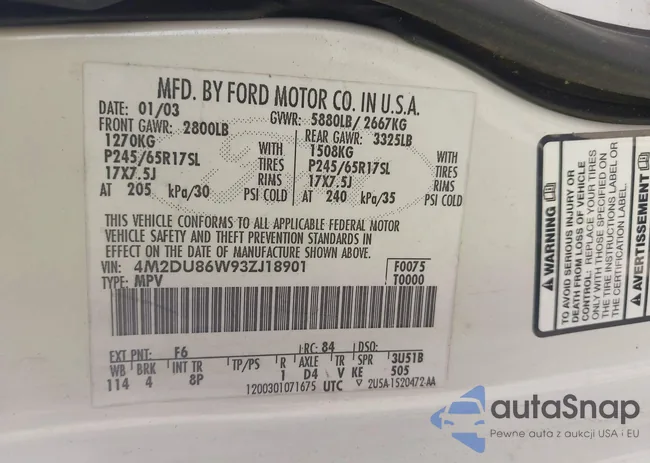 MFD. BY FORD MOTOR CO. IN U.S.A.
DATE: 01/03 GVWR: 5880LB/ 2667KG
FRONT GAWR: 2800LB REAR GAWR: 3325LB
1270KG WITH 1508KG WITH
P245/65R17SL TIRES P245/65R17SL TIRES
17X7.5J RIMS 17X7.5J RIMS
AT 205 kPa/30 PSI COLD AT 240 kPa/35 PSI COLD
THIS VEHICLE CONFORMS TO ALL APPLICABLE FEDERAL MOTOR
VEHICLE SAFETY AND THEFT PREVENTION STANDARDS IN
EFFECT ON THE DATE OF MANUFACTURE SHOWN ABOVE.
VIN: 4M2DU86W93ZJ18901 F0075
TYPE: MPV T0000
EXT PNT: F6 RC: 84 DSO:
WB BRK INT TR TP/PS R AXLE TR SPR 3U51B
114 4 8P 1 D4 V KE 505
1200301071675 UTC 2USA-1520472 AA
WARNING
TO AVOID SERIOUS INJURY OR
DEATH FROM LOSS OF VEHICLE
CONTROL: REPLACE YOUR TIRES
ONLY WITH THOSE SPECIFIED ON
THE TIRE INSTRUCTIONS LABEL OR
THE CERTIFICATION LABEL.
AVERTISSEMENT
autoSnap
Pewne auta z aukcji USA i EU